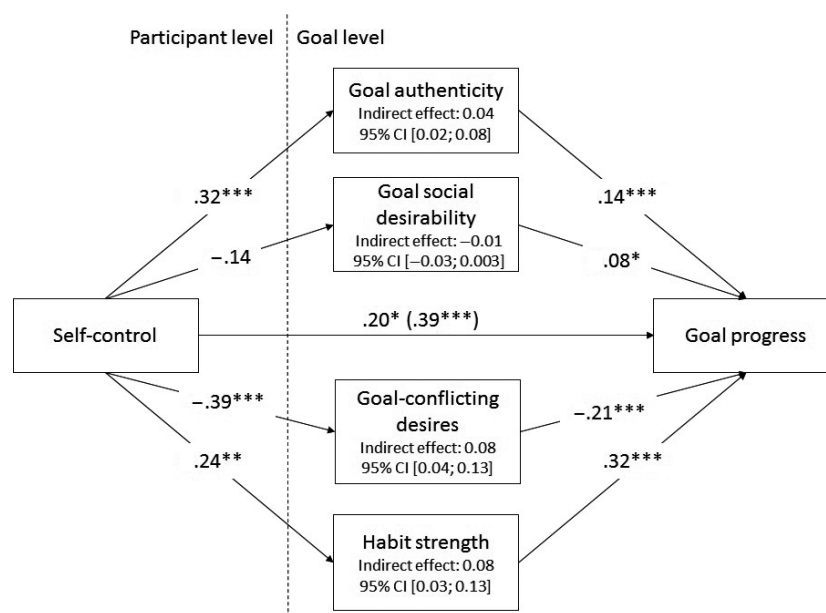 Participant level
Goal level
Goal authenticity
Indirect effect: 0.04
95% CI [0.02; 0.08]
.32***
.14***
Goal social
desirability
Indirect effect: −0.01
95% CI [−0.03; 0.003]
−.14
.08*
Self-control
.20* (.39***)
Goal progress
−.39***
Goal-conflicting
desires
Indirect effect: 0.08
95% CI [0.04; 0.13]
−.21***
.24**
.32***
Habit strength
Indirect effect: 0.08
95% CI [0.03; 0.13]